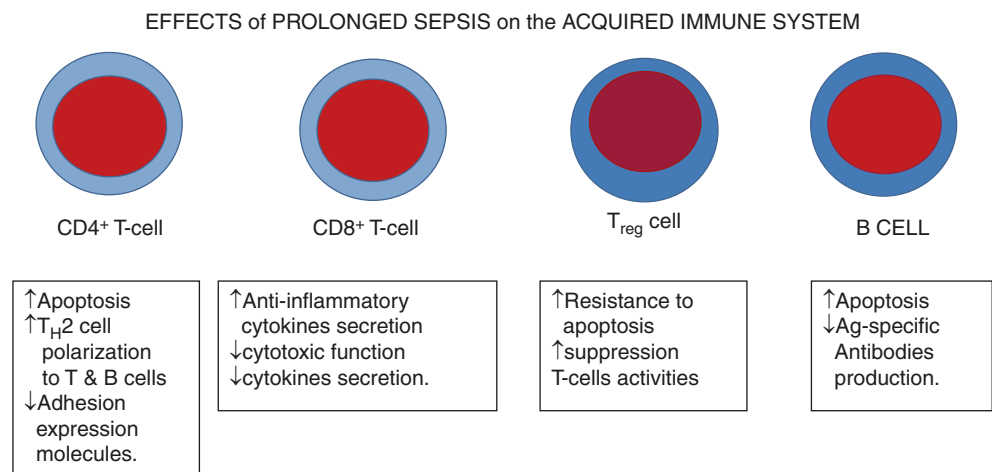 EFFECTS of PROLONGED SEPSIS on the ACQUIRED IMMUNE SYSTEM
CD4⁺ T-cell
CD8⁺ T-cell
T_reg cell
B CELL
↑Apoptosis
↑T_H2 cell
polarization
to T & B cells
↓Adhesion
expression
molecules.
↑Anti-inflammatory
cytokines secretion
↓cytotoxic function
↓cytokines secretion.
↑Resistance to
apoptosis
↑suppression
T-cells activities
↑Apoptosis
↓Ag-specific
Antibodies
production.